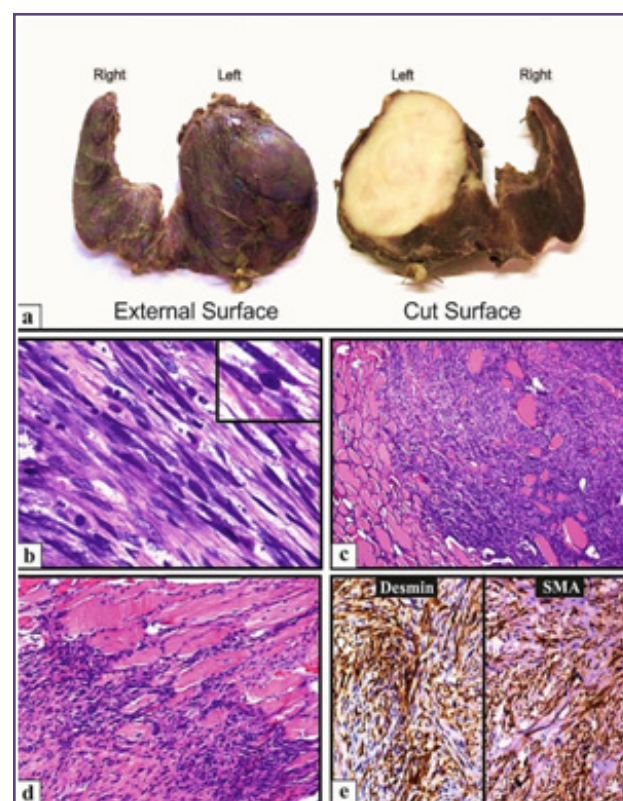 Right Left Left Right
a External Surface Cut Surface
b c
Desmin SMA
d e